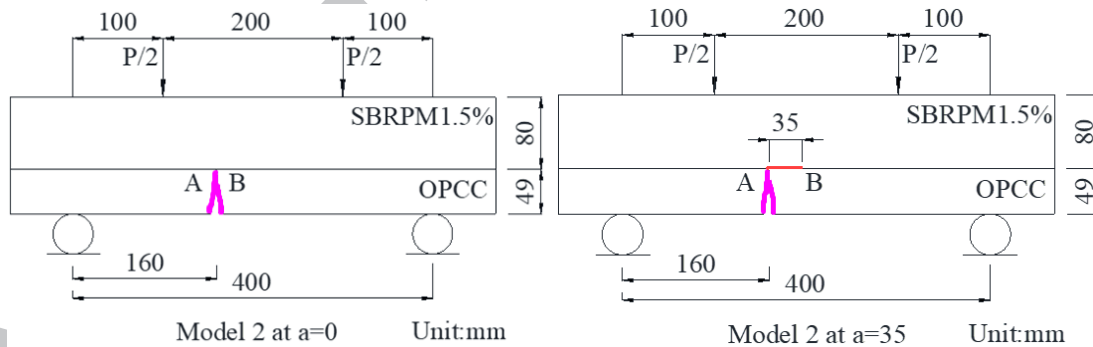 100 200 100
P/2 P/2
SBRPM1.5%
80
A B OPCC
49
160
400
Model 2 at a=0 Unit:mm
100 200 100
P/2 P/2
SBRPM1.5%
35
80
A B OPCC
49
160
400
Model 2 at a=35 Unit:mm